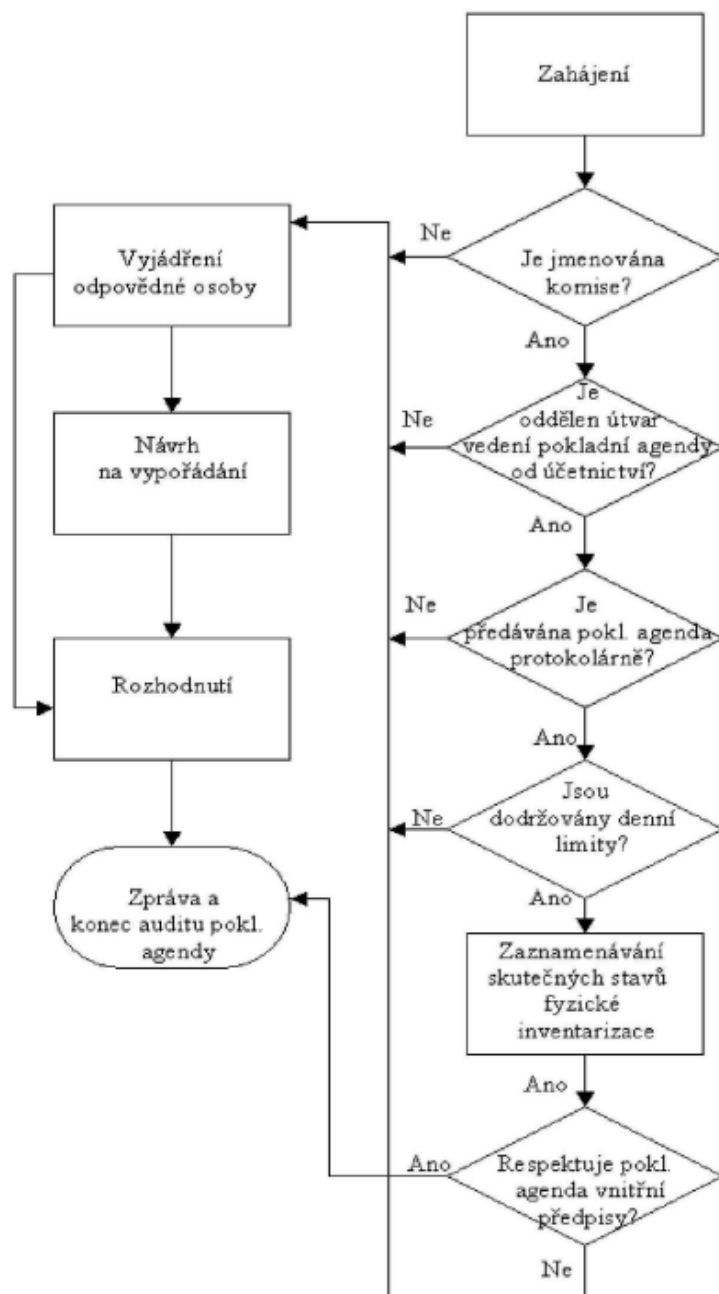 Zahájení
Ne
Je jmenována
komise?
Ano
Vyjádření
odpovědné osoby
Ne
Je
oddělen útvar
vedení pokladní agendy
od účetnictví?
Ano
Návrh
na vypořádání
Ne
Je
předávána pokl. agenda
protokolárně?
Ano
Rozhodnutí
Ne
Jsou
dodržovány denní
limity?
Ano
Zpráva a
konec auditu pokl.
agendy
Zaznamenávání
skutečných stavů
fyzické
inventarizace
Ano
Ano
Respektuje pokl.
agenda vnitřní
předpisy?
Ne